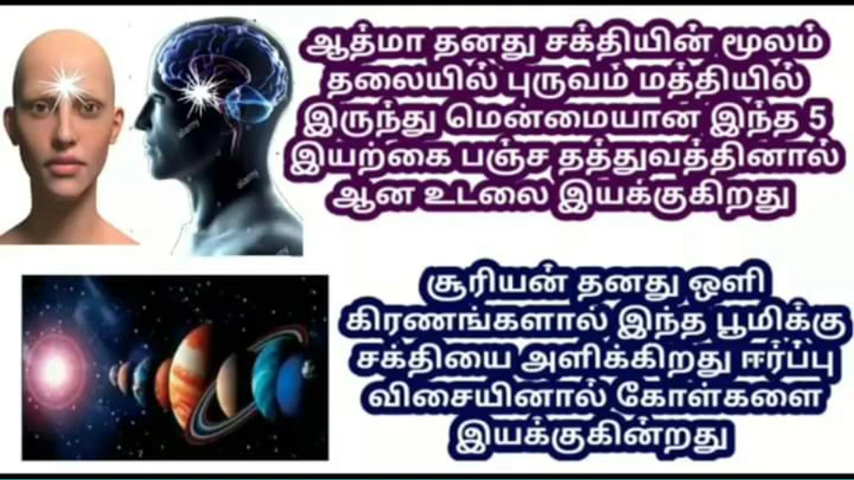 ஆத்மா தனது சக்தியின் மூலம்
தலையில் புருவம் மத்தியில்
இருந்து மென்மையான இந்த 5
இயற்கை பஞ்ச தத்துவத்தினால்
ஆன உடலை இயக்குகிறது
சூரியன் தனது ஒளி
கிரணங்களால் இந்த பூமிக்கு
சக்தியை அளிக்கிறது ஈர்ப்பு
விசையினால் கோள்களை
இயக்குகின்றது